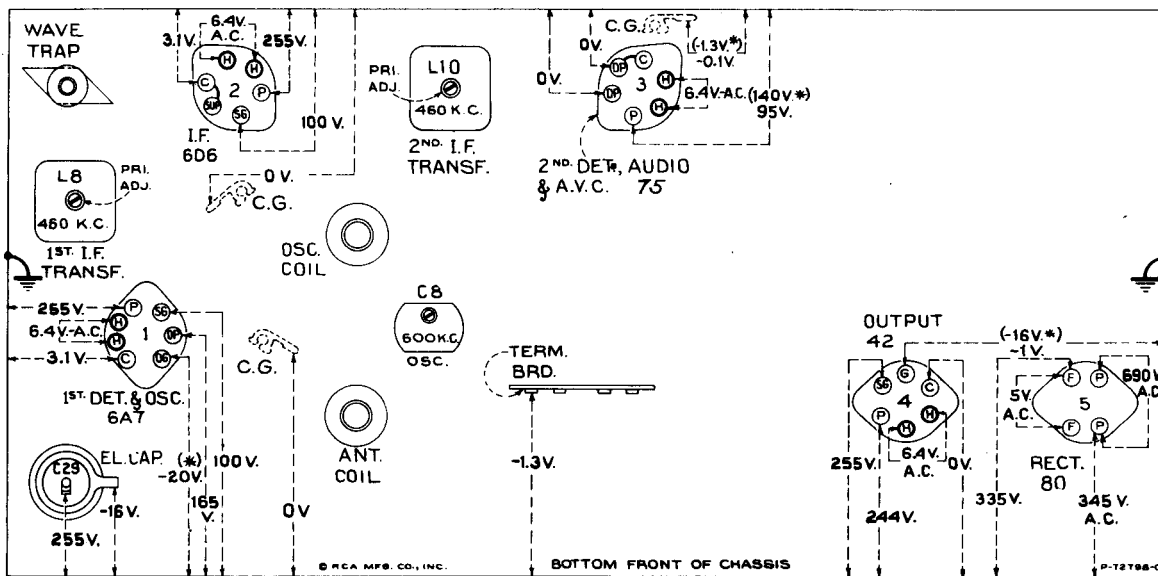 WAVE
TRAP
3.1V.
6.4V.
A.C.
255V.
H
H
C
2
P
SUP
SG
I.F.
6D6
100 V.
0 V.
C.G.
PRI.
ADJ.
L10
460 K.C.
2ND. I.F.
TRANSF.
C.G.
0V.
0V.
(-1.3V.*)
-0.1V.
DP
C
DP
3
H
H
P
6.4V.-A.C.
(140V.*)
95V.
2ND. DET., AUDIO
& A.V.C. 75
L8
460 K.C.
PRI.
ADJ.
1ST. I.F.
TRANSF.
OSC.
COIL
255V.
6.4V.-A.C.
3.1V.
P
SG
H
1
DP
H
C
OG
1ST. DET. & OSC.
6A7
C.G.
C8
600 K.C.
OSC.
TERM.
BRD.
-1.3V.
ANT.
COIL
EL. CAP.
C29
-16V.
255V.
(*)
-20V.
165
V.
100V.
0V
OUTPUT
42
SG
G
C
4
P
H
H
6.4V.
A.C.
255V.
244V.
0V.
(-16V.*)
-1V.
F
P
5
F
P
5V.
A.C.
690V.
A.C.
RECT.
80
335V.
345V.
A.C.
© RCA MFG. CO., INC.
BOTTOM FRONT OF CHASSIS